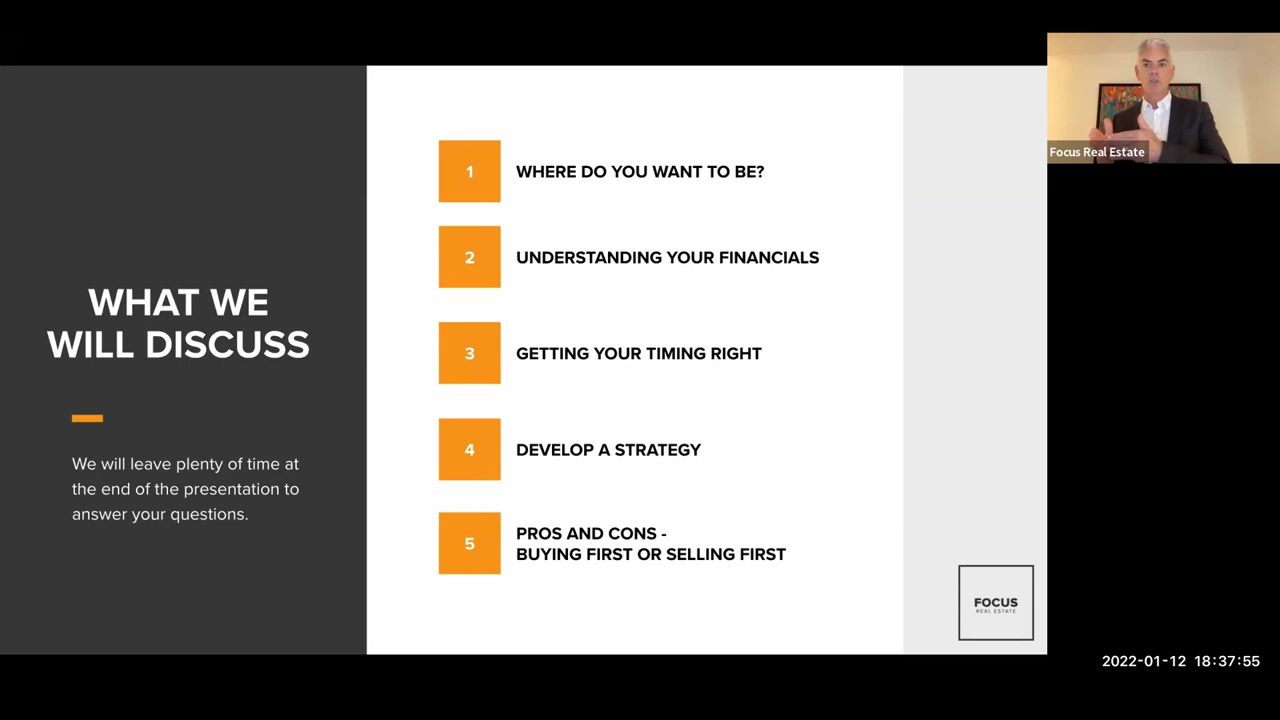 WHAT WE
WILL DISCUSS
We will leave plenty of time at
the end of the presentation to
answer your questions.
1
WHERE DO YOU WANT TO BE?
2
UNDERSTANDING YOUR FINANCIALS
3
GETTING YOUR TIMING RIGHT
4
DEVELOP A STRATEGY
5
PROS AND CONS -
BUYING FIRST OR SELLING FIRST
FOCUS
REAL ESTATE
Focus Real Estate
2022-01-12 18:37:55